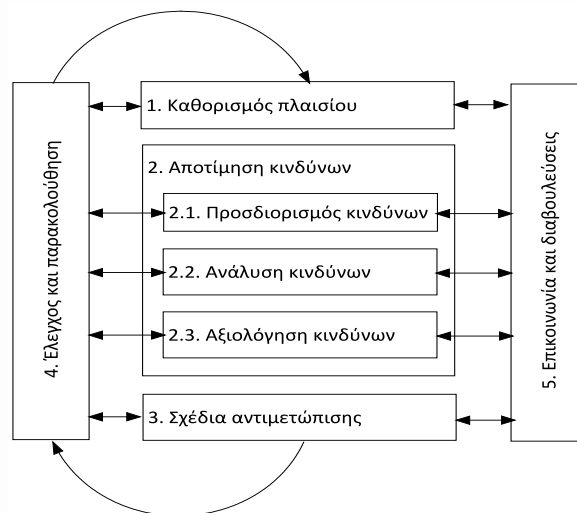 1. Καθορισμός πλαισίου
2. Αποτίμηση κινδύνων
2.1. Προσδιορισμός κινδύνων
2.2. Ανάλυση κινδύνων
2.3. Αξιολόγηση κινδύνων
3. Σχέδια αντιμετώπισης
4. Έλεγχος και παρακολούθηση
5. Επικοινωνία και διαβουλεύσεις